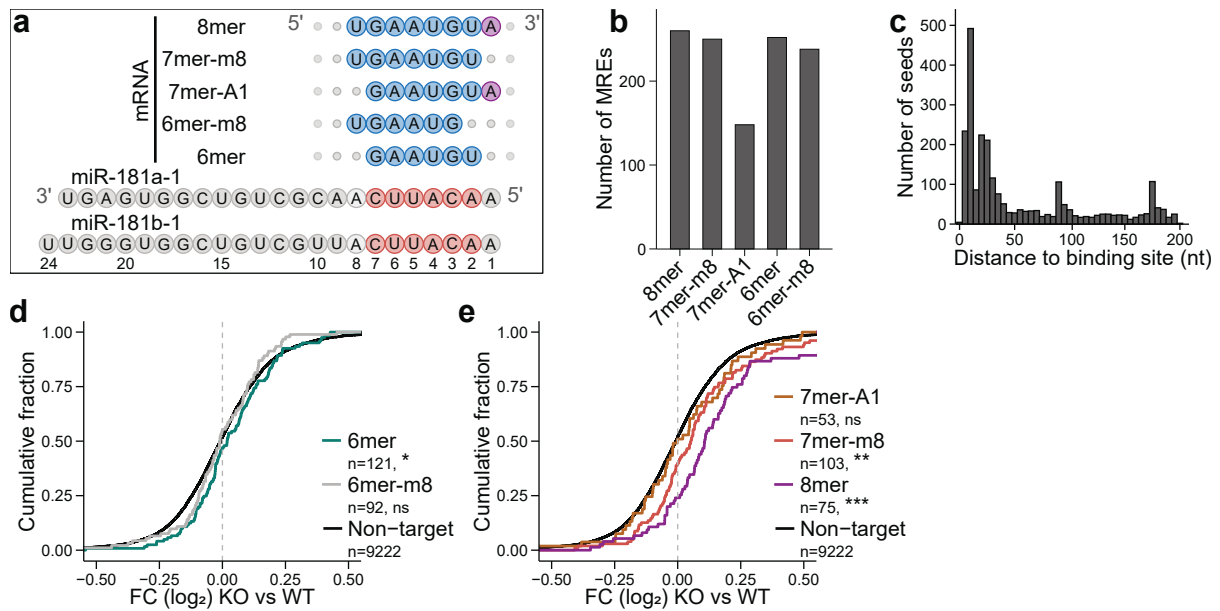 a
5'
3'
8mer
UGAAUGUA
7mer-m8
UGAAUGU
7mer-A1
GAAUGUA
6mer-m8
UGAAUG
6mer
GAAUGU
mRNA
miR-181a-1
3' UGAGUGGCUGUCGCAACUUACAA 5'
miR-181b-1
UUGGGUGGCUGUCGUUACUUACAA
24 20 15 10 8 7 6 5 4 3 2 1
b
Number of MREs
200
100
0
8mer
7mer-m8
7mer-A1
6mer
6mer-m8
c
Number of seeds
500
400
300
200
100
0
0 50 100 150 200
Distance to binding site (nt)
d
Cumulative fraction
1.00
0.75
0.50
0.25
0.00
−0.50 −0.25 0.00 0.25 0.50
FC (log₂) KO vs WT
6mer
n=121, *
6mer−m8
n=92, ns
Non−target
n=9222
e
Cumulative fraction
1.00
0.75
0.50
0.25
0.00
−0.50 −0.25 0.00 0.25 0.50
FC (log₂) KO vs WT
7mer−A1
n=53, ns
7mer−m8
n=103, **
8mer
n=75, ***
Non−target
n=9222